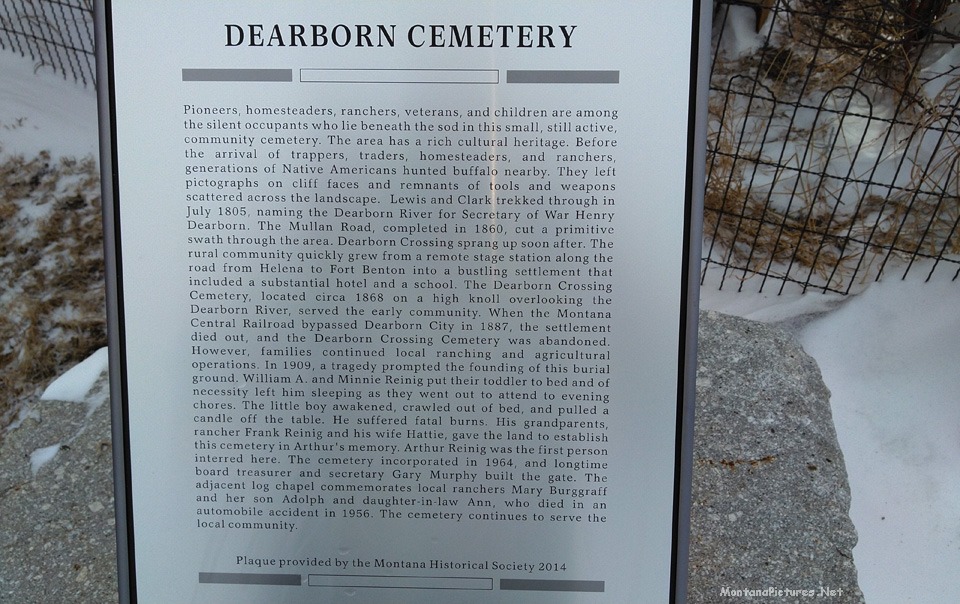 DEARBORN CEMETERY
Pioneers, homesteaders, ranchers, veterans, and children are among
the silent occupants who lie beneath the sod in this small, still active,
community cemetery. The area has a rich cultural heritage. Before
the arrival of trappers, traders, homesteaders, and ranchers,
generations of Native Americans hunted buffalo nearby. They left
pictographs on cliff faces and remnants of tools and weapons
scattered across the landscape. Lewis and Clark trekked through in
July 1805, naming the Dearborn River for Secretary of War Henry
Dearborn. The Mullan Road, completed in 1860, cut a primitive
swath through the area. Dearborn Crossing sprang up soon after. The
rural community quickly grew from a remote stage station along the
road from Helena to Fort Benton into a bustling settlement that
included a substantial hotel and a school. The Dearborn Crossing
Cemetery, located circa 1868 on a high knoll overlooking the
Dearborn River, served the early community. When the Montana
Central Railroad bypassed Dearborn City in 1887, the settlement
died out, and the Dearborn Crossing Cemetery was abandoned.
However, families continued local ranching and agricultural
operations. In 1909, a tragedy prompted the founding of this burial
ground. William A. and Minnie Reinig put their toddler to bed and of
necessity left him sleeping as they went out to attend to evening
chores. The little boy awakened, crawled out of bed, and pulled a
candle off the table. He suffered fatal burns. His grandparents,
rancher Frank Reinig and his wife Hattie, gave the land to establish
this cemetery in Arthur's memory. Arthur Reinig was the first person
interred here. The cemetery incorporated in 1964, and longtime
board treasurer and secretary Gary Murphy built the gate. The
adjacent log chapel commemorates local ranchers Mary Burggraff
and her son Adolph and daughter-in-law Ann, who died in an
automobile accident in 1956. The cemetery continues to serve the
local community.
Plaque provided by the Montana Historical Society 2014
MontanaPictures.Net